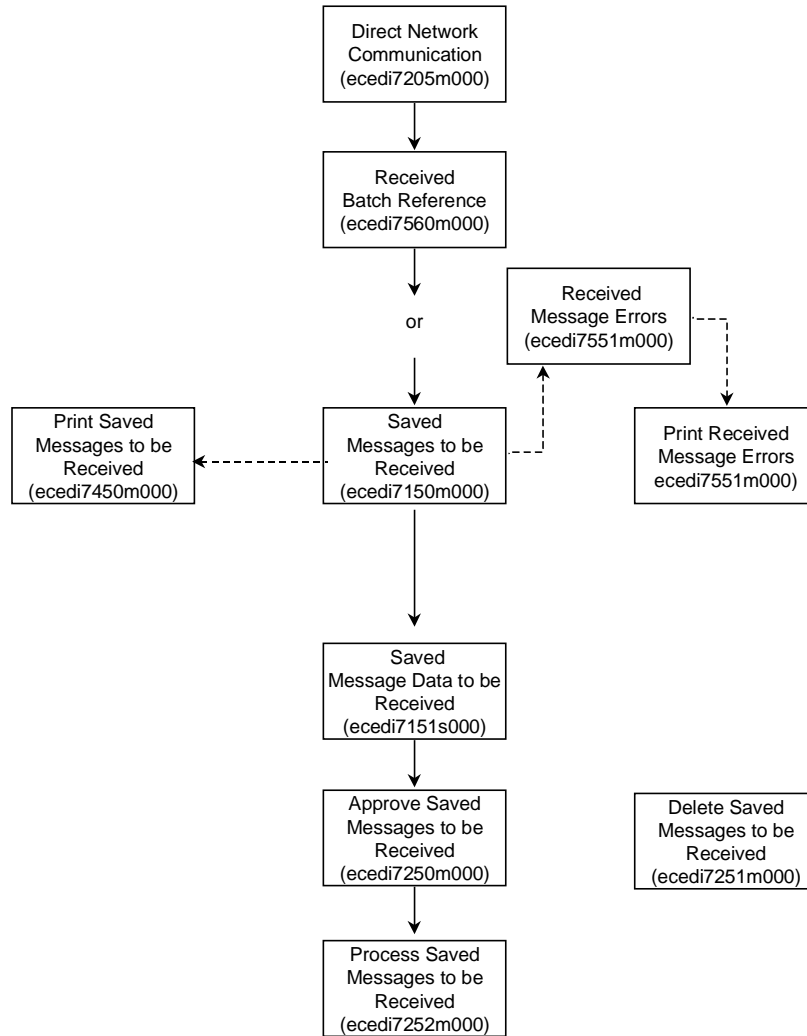 Direct Network
Communication
(ecedi7205m000)
Received
Batch Reference
(ecedi7560m000)
or
Received
Message Errors
(ecedi7551m000)
Print Saved
Messages to be
Received
(ecedi7450m000)
Saved
Messages to be
Received
(ecedi7150m000)
Print Received
Message Errors
ecedi7551m000)
Saved
Message Data to be
Received
(ecedi7151s000)
Approve Saved
Messages to be
Received
(ecedi7250m000)
Delete Saved
Messages to be
Received
(ecedi7251m000)
Process Saved
Messages to be
Received
(ecedi7252m000)